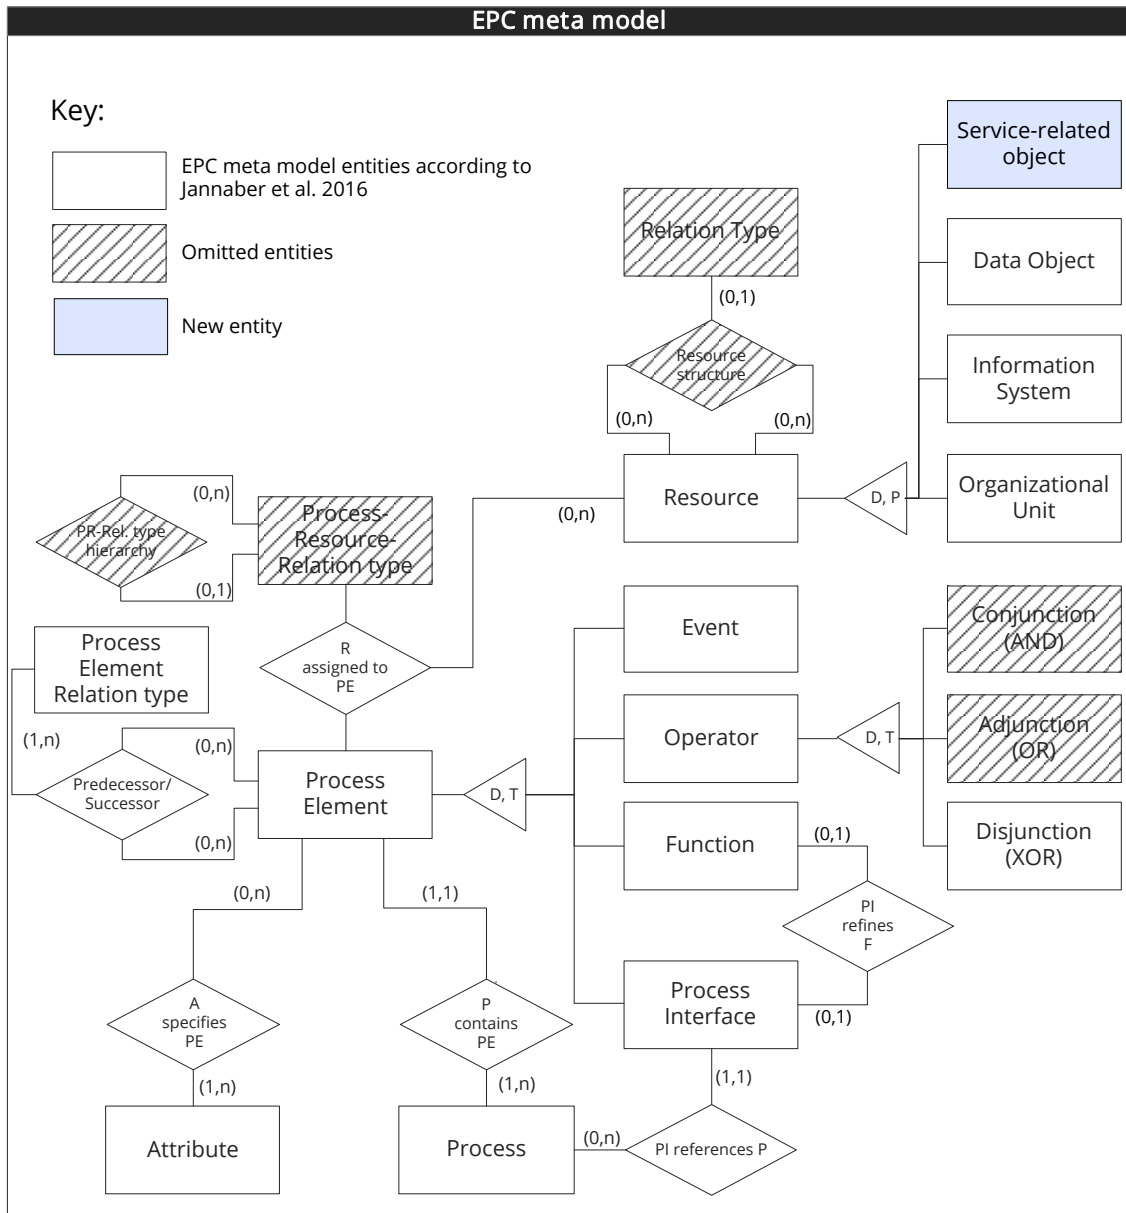 EPC meta model
Key:
EPC meta model entities according to
Jannaber et al. 2016
Omitted entities
New entity
Service-related
object
Relation Type
Data Object
(0,1)
Resource
structure
Information
System
(0,n)
(0,n)
Resource
D, P
Organizational
Unit
(0,n)
(0,n)
PR-Rel. type
hierarchy
(0,1)
Process-
Resource-
Relation type
Event
Conjunction
(AND)
Process
Element
Relation type
R
assigned to
PE
(1,n)
(0,n)
Operator
D, T
Adjunction
(OR)
Predecessor/
Successor
(0,n)
Process
Element
D, T
Function
(0,1)
Disjunction
(XOR)
(0,n)
(1,1)
PI
refines
F
A
specifies
PE
P
contains
PE
Process
Interface
(0,1)
(1,n)
(1,n)
(1,1)
Attribute
Process
(0,n)
PI references P